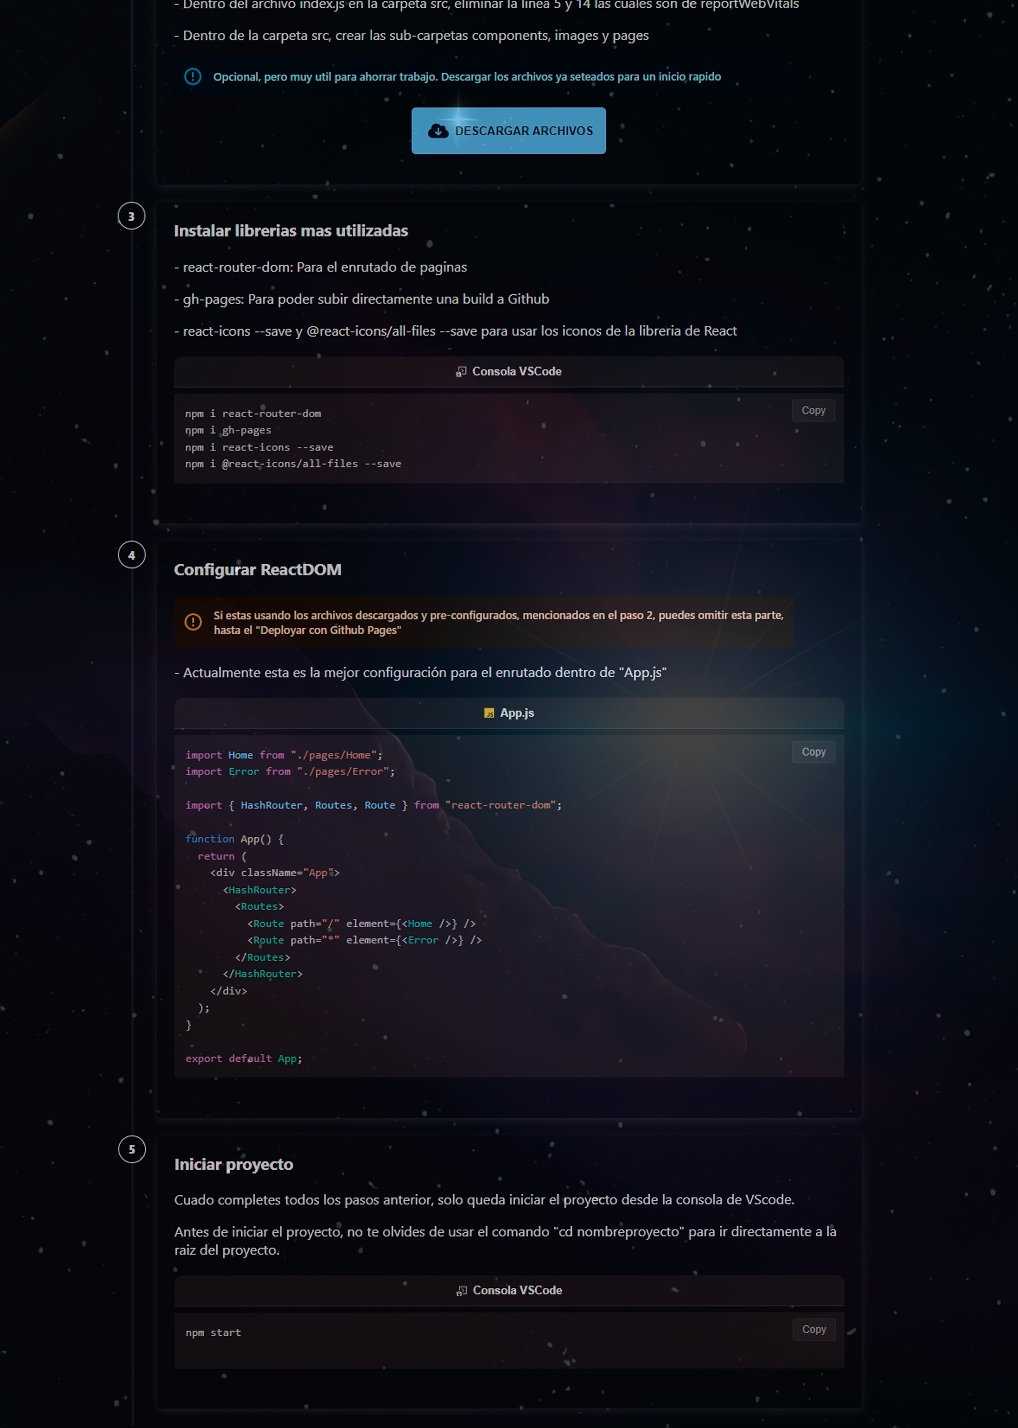 - Dentro del archivo index.js en la carpeta src, eliminar la linea 5 y 14 las cuales son de reportWebVitals
- Dentro de la carpeta src, crear las sub-carpetas components, images y pages
Opcional, pero muy util para ahorrar trabajo. Descargar los archivos ya seteados para un inicio rapido
DESCARGAR ARCHIVOS
3
Instalar librerias mas utilizadas
- react-router-dom: Para el enrutado de paginas
- gh-pages: Para poder subir directamente una build a Github
- react-icons --save y @react-icons/all-files --save para usar los iconos de la libreria de React
Consola VSCode
Copy
npm i react-router-dom
npm i gh-pages
npm i react-icons --save
npm i @react-icons/all-files --save
4
Configurar ReactDOM
Si estas usando los archivos descargados y pre-configurados, mencionados en el paso 2, puedes omitir esta parte,
hasta el "Deployar con Github Pages"
- Actualmente esta es la mejor configuración para el enrutado dentro de "App.js"
App.js
Copy
import Home from "./pages/Home";
import Error from "./pages/Error";
import { HashRouter, Routes, Route } from "react-router-dom";
function App() {
  return (
    <div className="App">
      <HashRouter>
        <Routes>
          <Route path="/" element={<Home />} />
          <Route path="*" element={<Error />} />
        </Routes>
      </HashRouter>
    </div>
  );
}
export default App;
5
Iniciar proyecto
Cuado completes todos los pasos anterior, solo queda iniciar el proyecto desde la consola de VScode.
Antes de iniciar el proyecto, no te olvides de usar el comando "cd nombreproyecto" para ir directamente a la
raiz del proyecto.
Consola VSCode
Copy
npm start